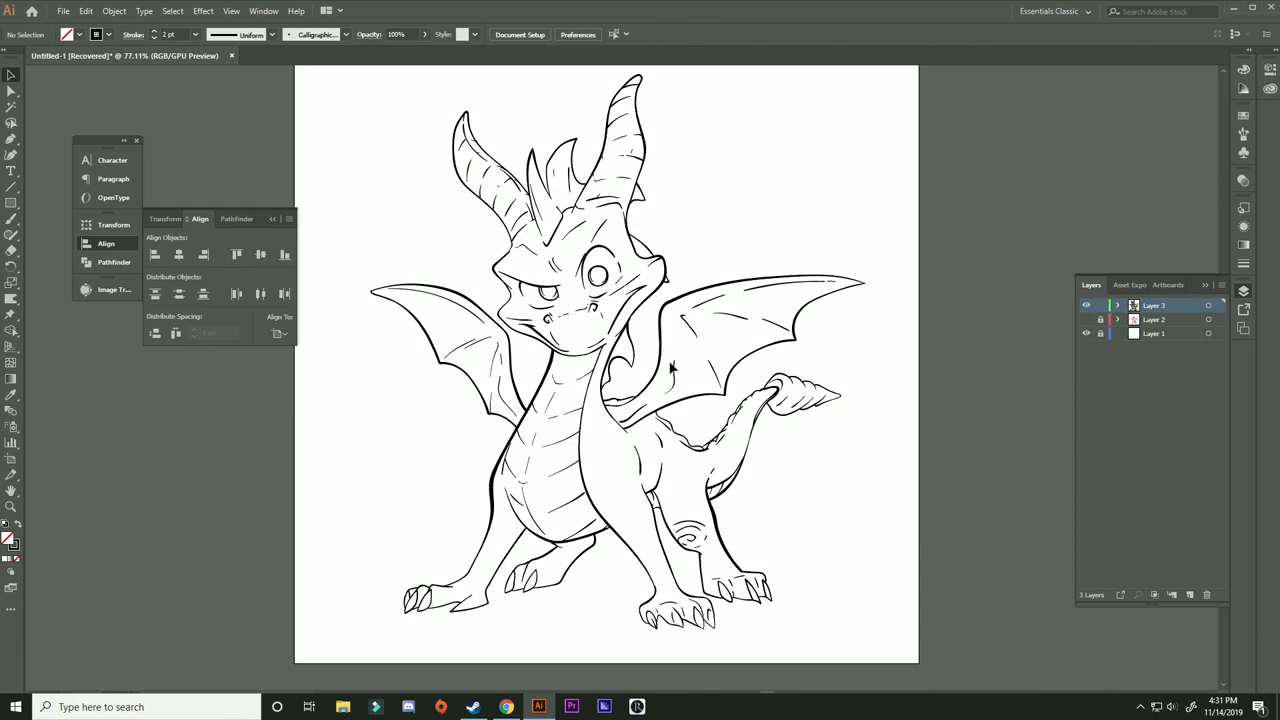 Ai File Edit Object Type Select Effect View Window Help Essentials Classic Search Adobe Stock
No Selection Stroke: 2 pt Uniform Calligraphic... Opacity: 100% Style: Document Setup Preferences
Untitled-1 [Recovered]* @ 77.11% (RGB/GPU Preview)
Character
Paragraph
OpenType
Transform
Align
Pathfinder
Image Tr...
Transform Align Pathfinder
Align Objects:
Distribute Objects:
Distribute Spacing: Align To:
Layers Asset Expo Artboards
Layer 3
Layer 2
Layer 1
3 Layers
Type here to search
Ai Pr
4:31 PM
11/14/2019